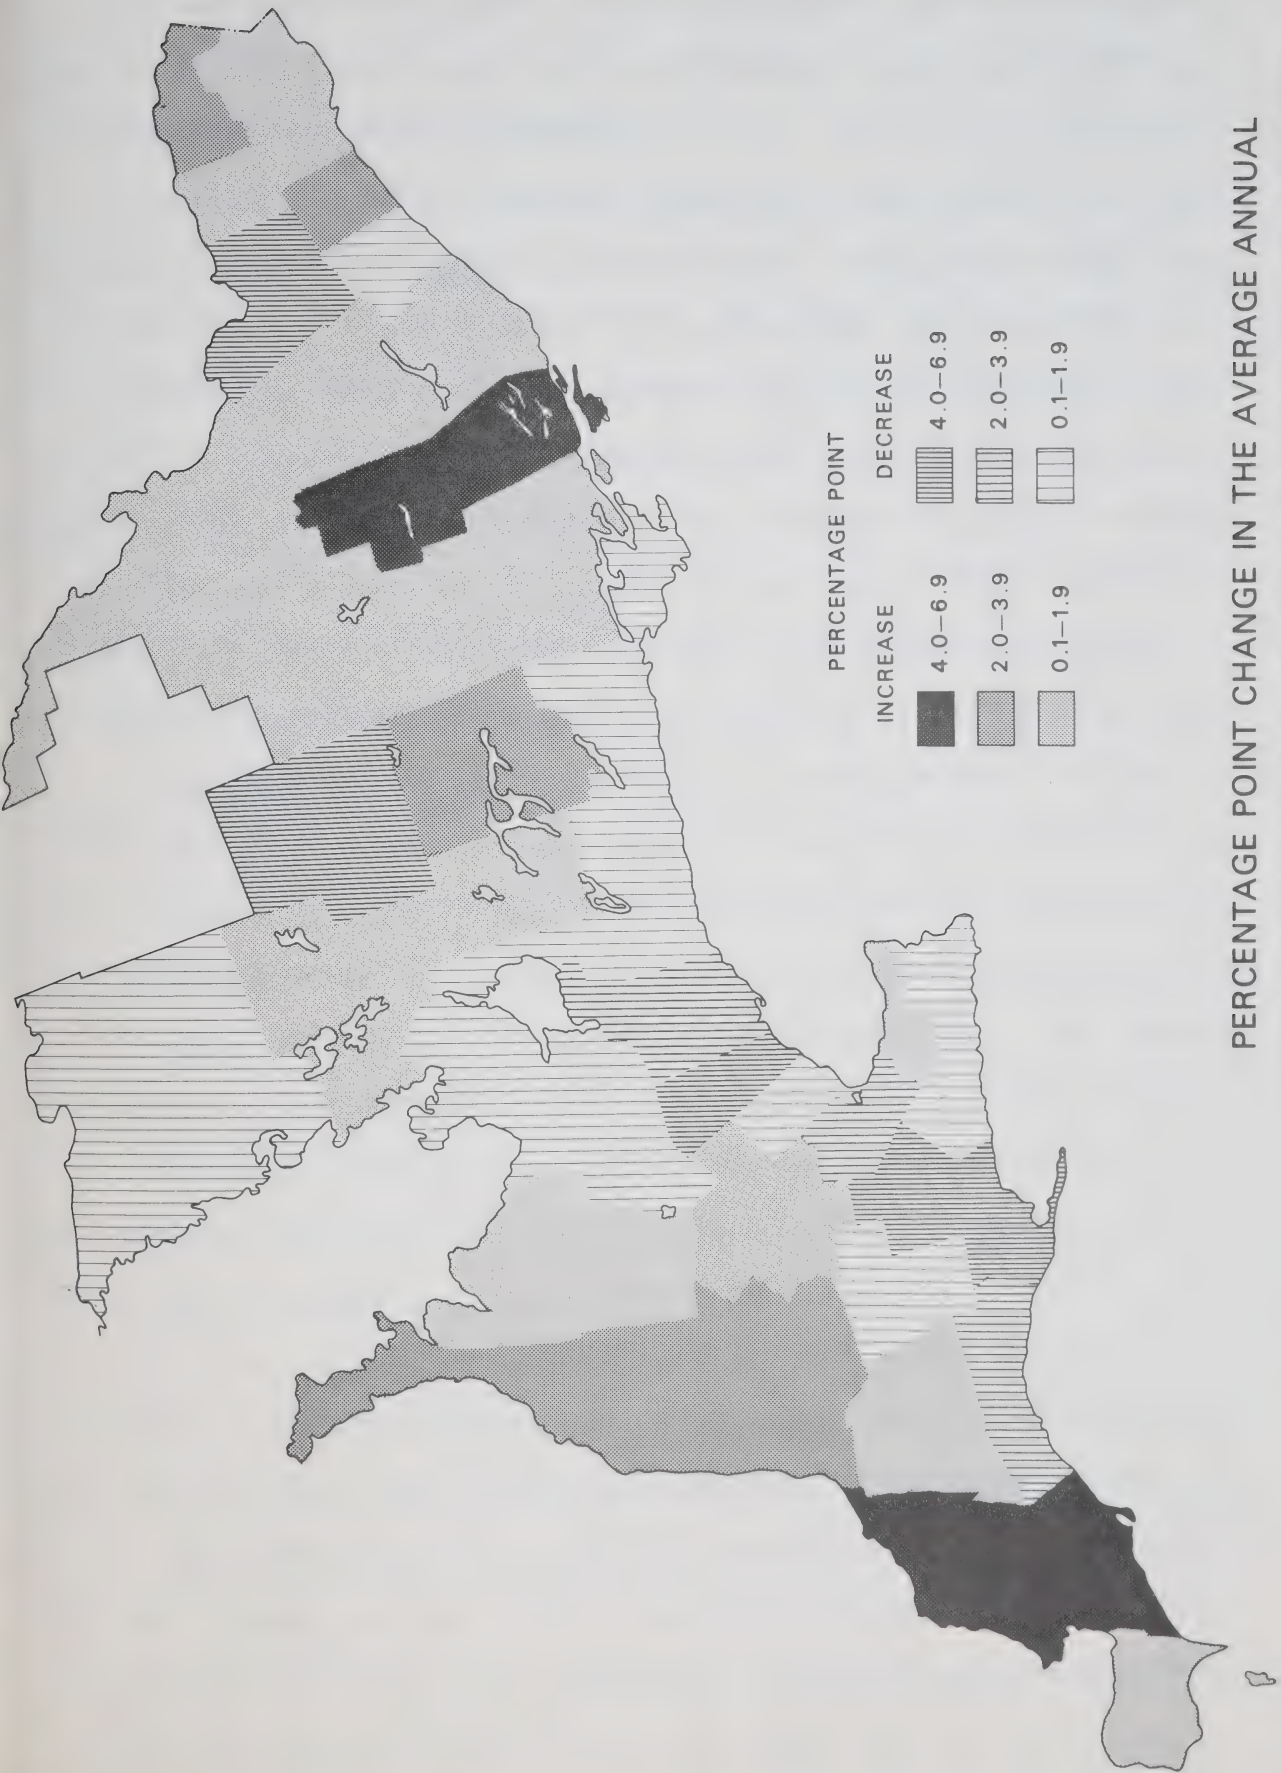 PERCENTAGE POINT
INCREASE DECREASE
4.0–6.9 4.0–6.9
2.0–3.9 2.0–3.9
0.1–1.9 0.1–1.9
PERCENTAGE POINT CHANGE IN THE AVERAGE ANNUAL